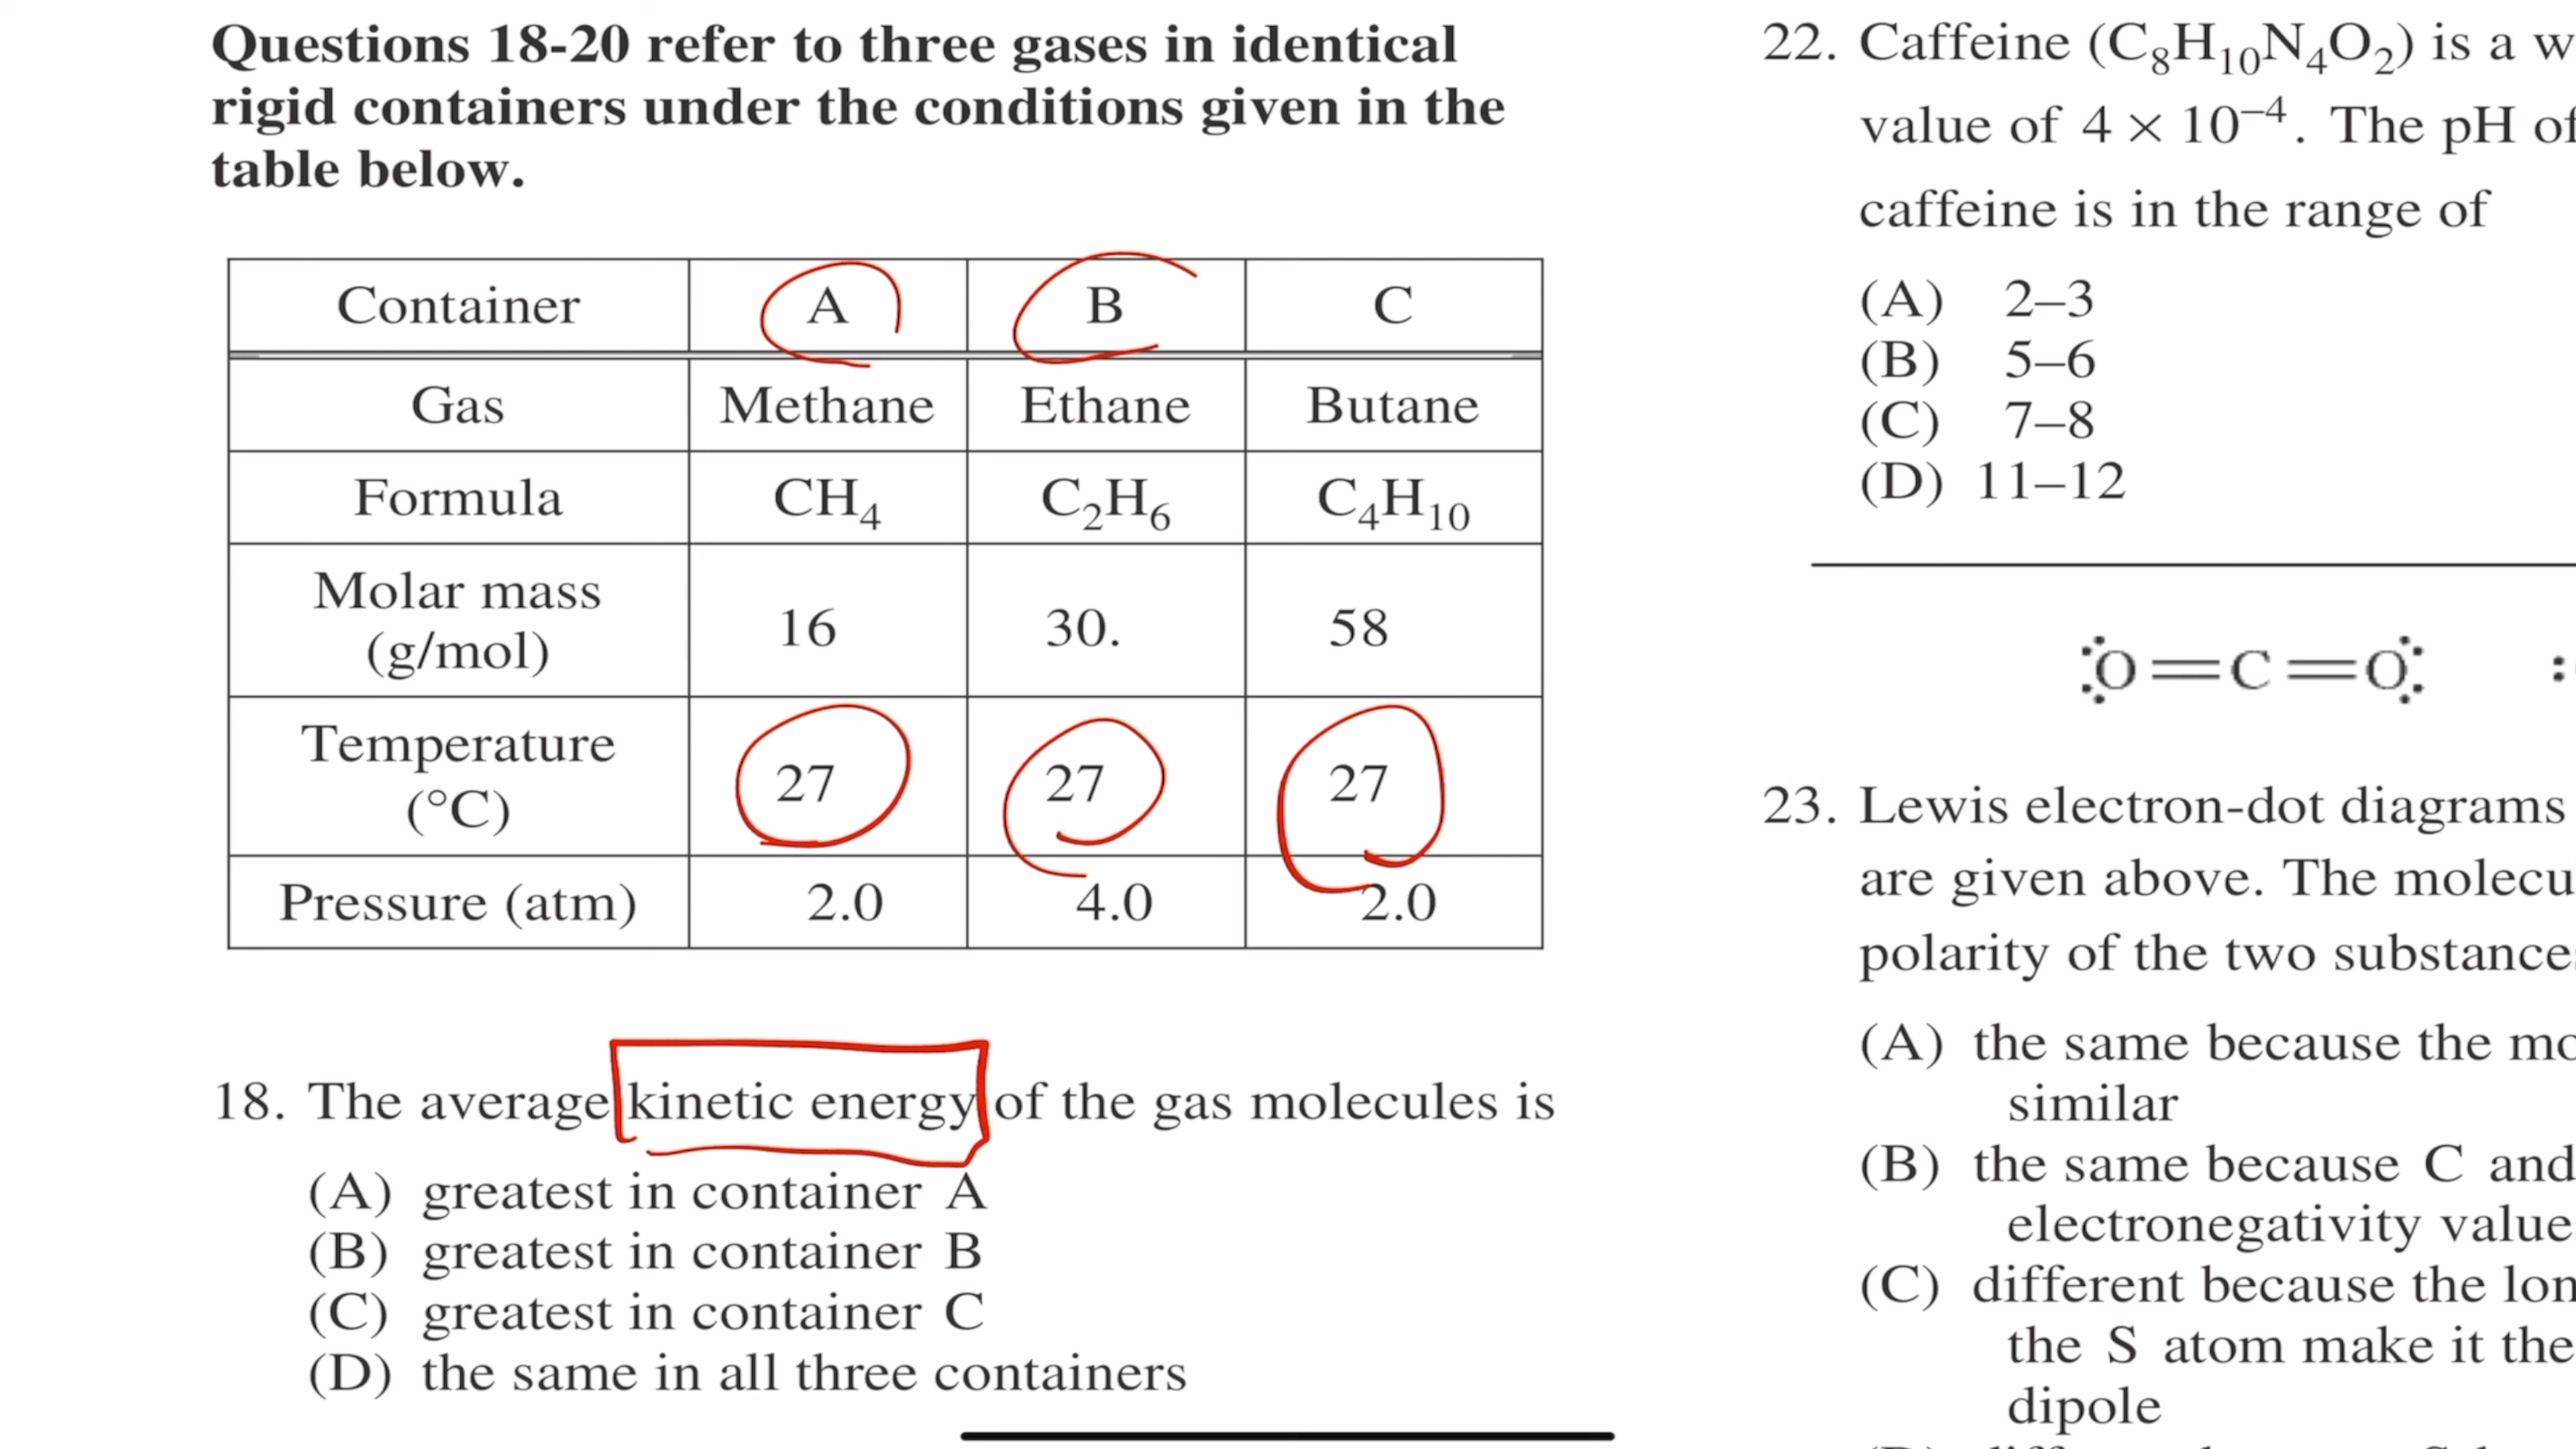 Questions 18-20 refer to three gases in identical
rigid containers under the conditions given in the
table below.
Container A B C
Gas Methane Ethane Butane
Formula CH₄ C₂H₆ C₄H₁₀
Molar mass
(g/mol) 16 30. 58
Temperature
(°C) 27 27 27
Pressure (atm) 2.0 4.0 2.0
18. The average kinetic energy of the gas molecules is
(A) greatest in container A
(B) greatest in container B
(C) greatest in container C
(D) the same in all three containers
22. Caffeine (C₈H₁₀N₄O₂) is a w
value of 4 × 10⁻⁴. The pH of
caffeine is in the range of
(A) 2–3
(B) 5–6
(C) 7–8
(D) 11–12
O=C=O
23. Lewis electron-dot diagrams
are given above. The molecu
polarity of the two substance
(A) the same because the mo
similar
(B) the same because C and
electronegativity value
(C) different because the lon
the S atom make it the
dipole